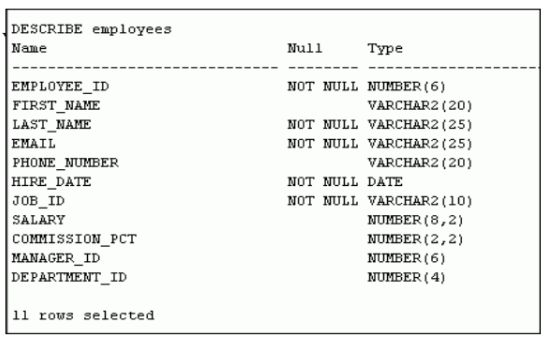 DESCRIBE employees
Name Null Type
------------------------------ -------- --------------------
EMPLOYEE_ID NOT NULL NUMBER(6)
FIRST_NAME VARCHAR2(20)
LAST_NAME NOT NULL VARCHAR2(25)
EMAIL NOT NULL VARCHAR2(25)
PHONE_NUMBER VARCHAR2(20)
HIRE_DATE NOT NULL DATE
JOB_ID NOT NULL VARCHAR2(10)
SALARY NUMBER(8,2)
COMMISSION_PCT NUMBER(2,2)
MANAGER_ID NUMBER(6)
DEPARTMENT_ID NUMBER(4)
11 rows selected